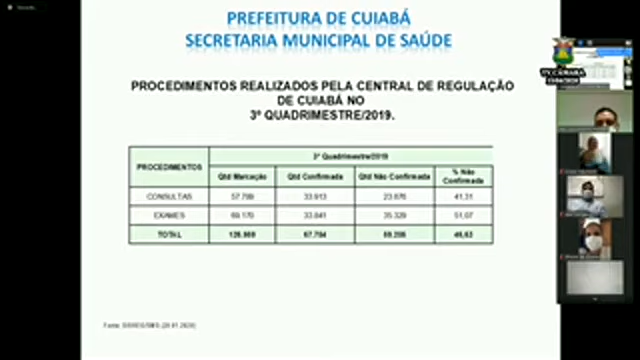 PREFEITURA DE CUIABÁ
SECRETARIA MUNICIPAL DE SAÚDE
PROCEDIMENTOS REALIZADOS PELA CENTRAL DE REGULAÇÃO
DE CUIABÁ NO
3º QUADRIMESTRE/2019.
PROCEDIMENTOS 3º Quadrimestre/2019
Qtd Marcação Qtd Confirmada Qtd Não Confirmada % Não Confirmada
CONSULTAS 57.789 33.913 23.876 41,31
EXAMES 69.170 33.841 35.329 51,07
TOTAL 126.959 67.754 59.205 46,63
Fonte:
TV CÂMARA